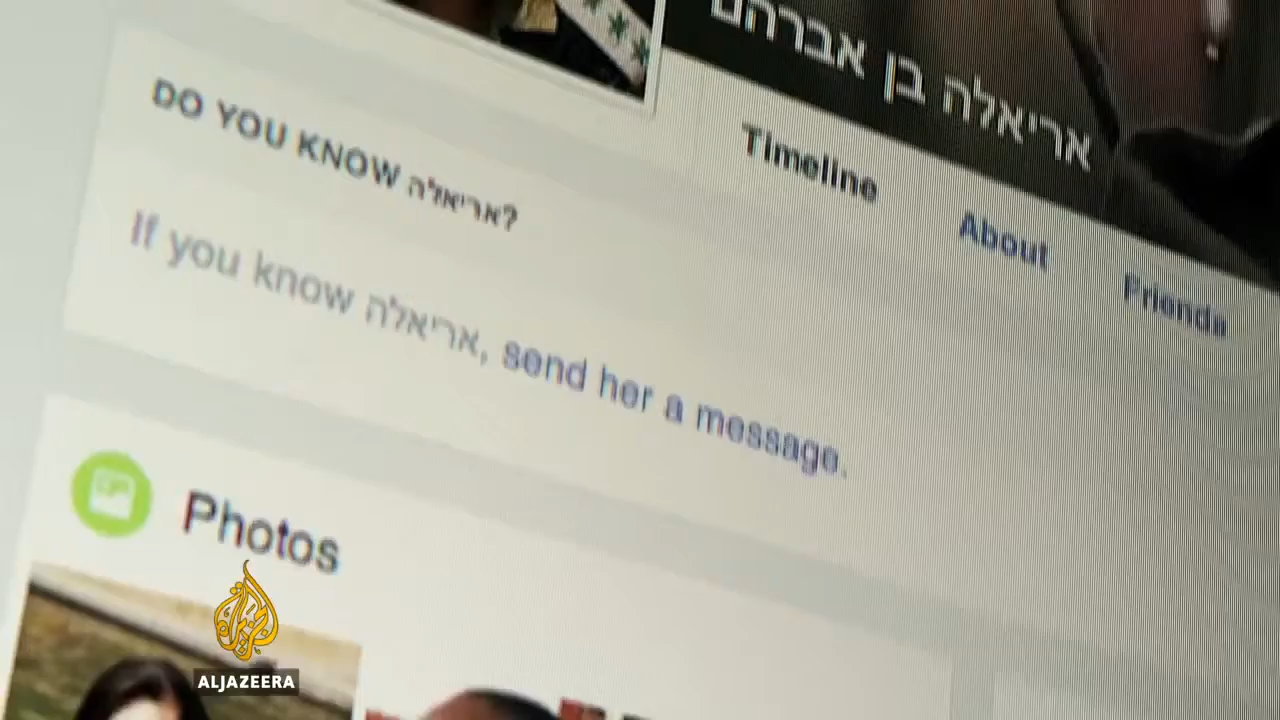 אריאלה בן אברהם
Timeline
About
Friends
DO YOU KNOW אריאלה?
If you know אריאלה, send her a message.
Photos
الجزيرة
ALJAZEERA